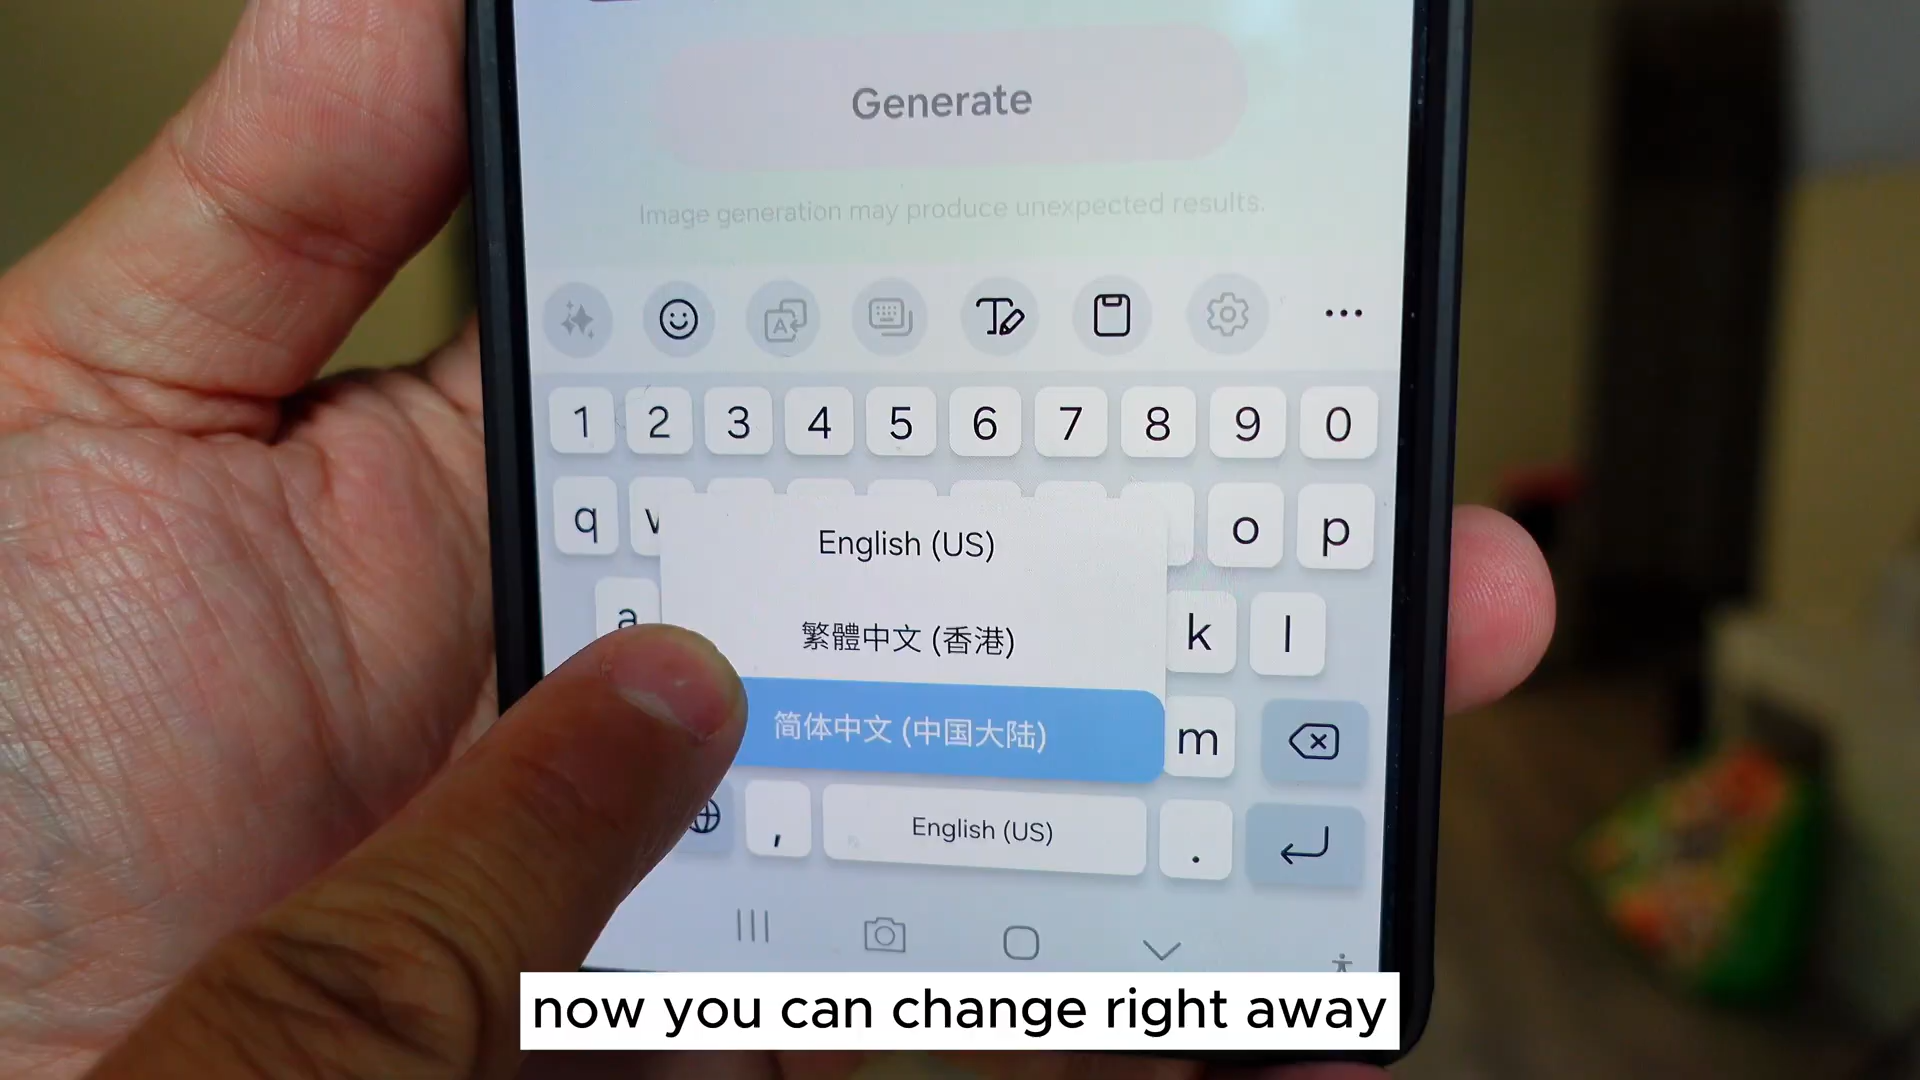 Generate
Image generation may produce unexpected results.
1 2 3 4 5 6 7 8 9 0
q w o p
English (US)
a k l
繁體中文 (香港)
简体中文 (中国大陆)
m
, English (US) .
now you can change right away